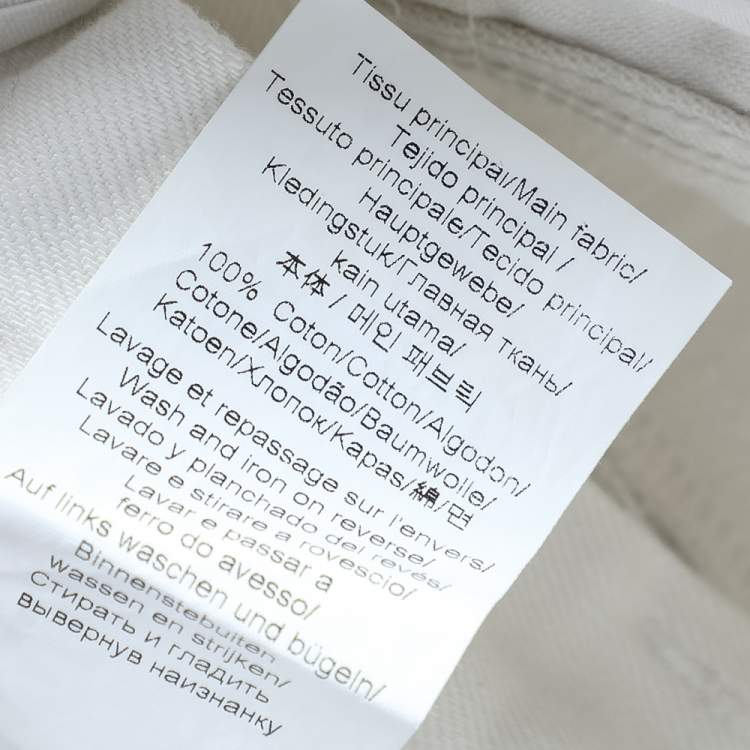 Tissu principal/Main fabric/
Tejido principal /
Tessuto principale/Tecido principal/
Hauptgewebe/
Kledingstuk/Главная ткань/
kain utama/
本体 / 메인 패브릭
100% Coton/Cotton/Algodon/
Cotone/Algodão/Baumwolle/
Katoen/Хлопок/Kapas/綿/면
Lavage et repassage sur l'envers/
Wash and iron on reverse/
Lavado y planchado del revés/
Lavare e stirare a rovescio/
Lavar e passar a
ferro do avesso/
Auf links waschen und bügeln/
Binnenstebuiten
wassen en strijken/
Стирать и гладить
вывернув наизнанку